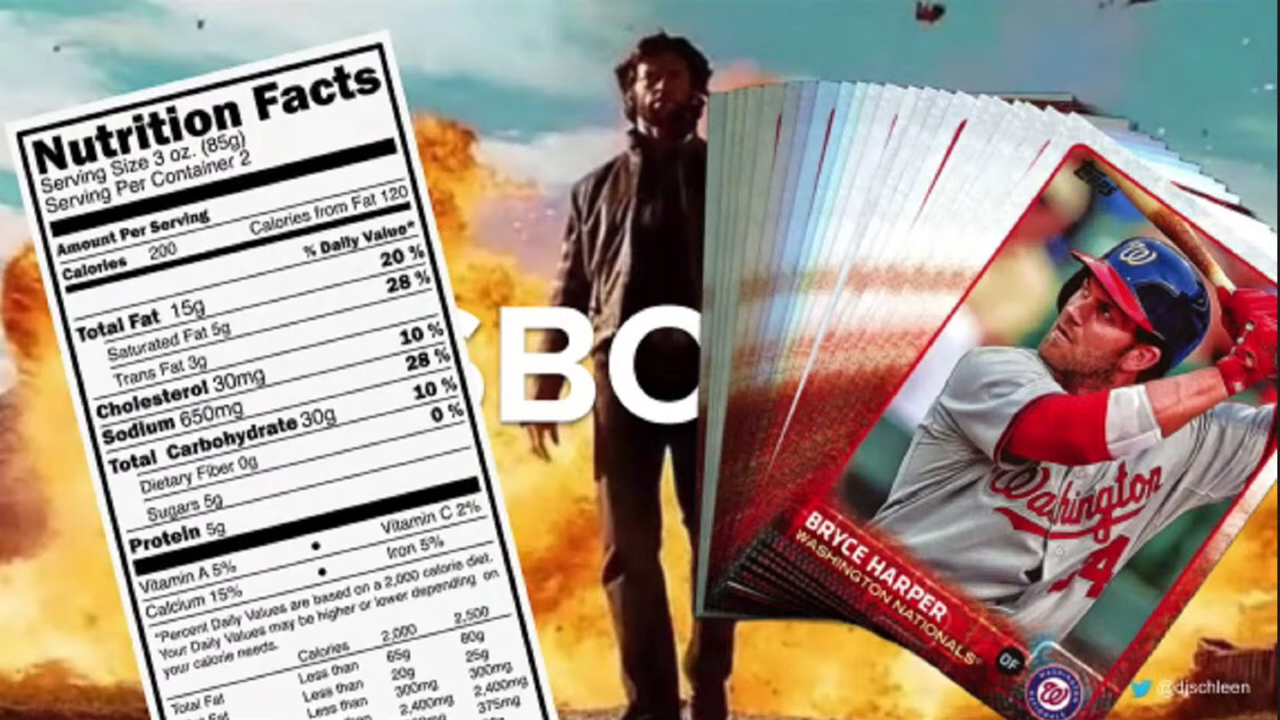 Nutrition Facts
Serving Size 3 oz. (85g)
Serving Per Container 2
Amount Per Serving
Calories 200 Calories from Fat 120
% Daily Value*
Total Fat 15g 20 %
Saturated Fat 5g 28 %
Trans Fat 3g
Cholesterol 30mg 10 %
Sodium 650mg 28 %
Total Carbohydrate 30g 10 %
Dietary Fiber 0g 0 %
Sugars 5g
Protein 5g
Vitamin A 5% • Vitamin C 2%
Calcium 15% • Iron 5%
*Percent Daily Values are based on a 2,000 calorie diet.
Your Daily Values may be higher or lower depending on
your calorie needs.
Calories 2,000 2,500
Total Fat Less than 65g 80g
Sat Fat Less than 20g 25g
Less than 300mg 300mg
2,400mg 2,400mg
375mg
SBO
Topps
W
Washington
BRYCE HARPER
WASHINGTON NATIONALS
OF
@djschleen